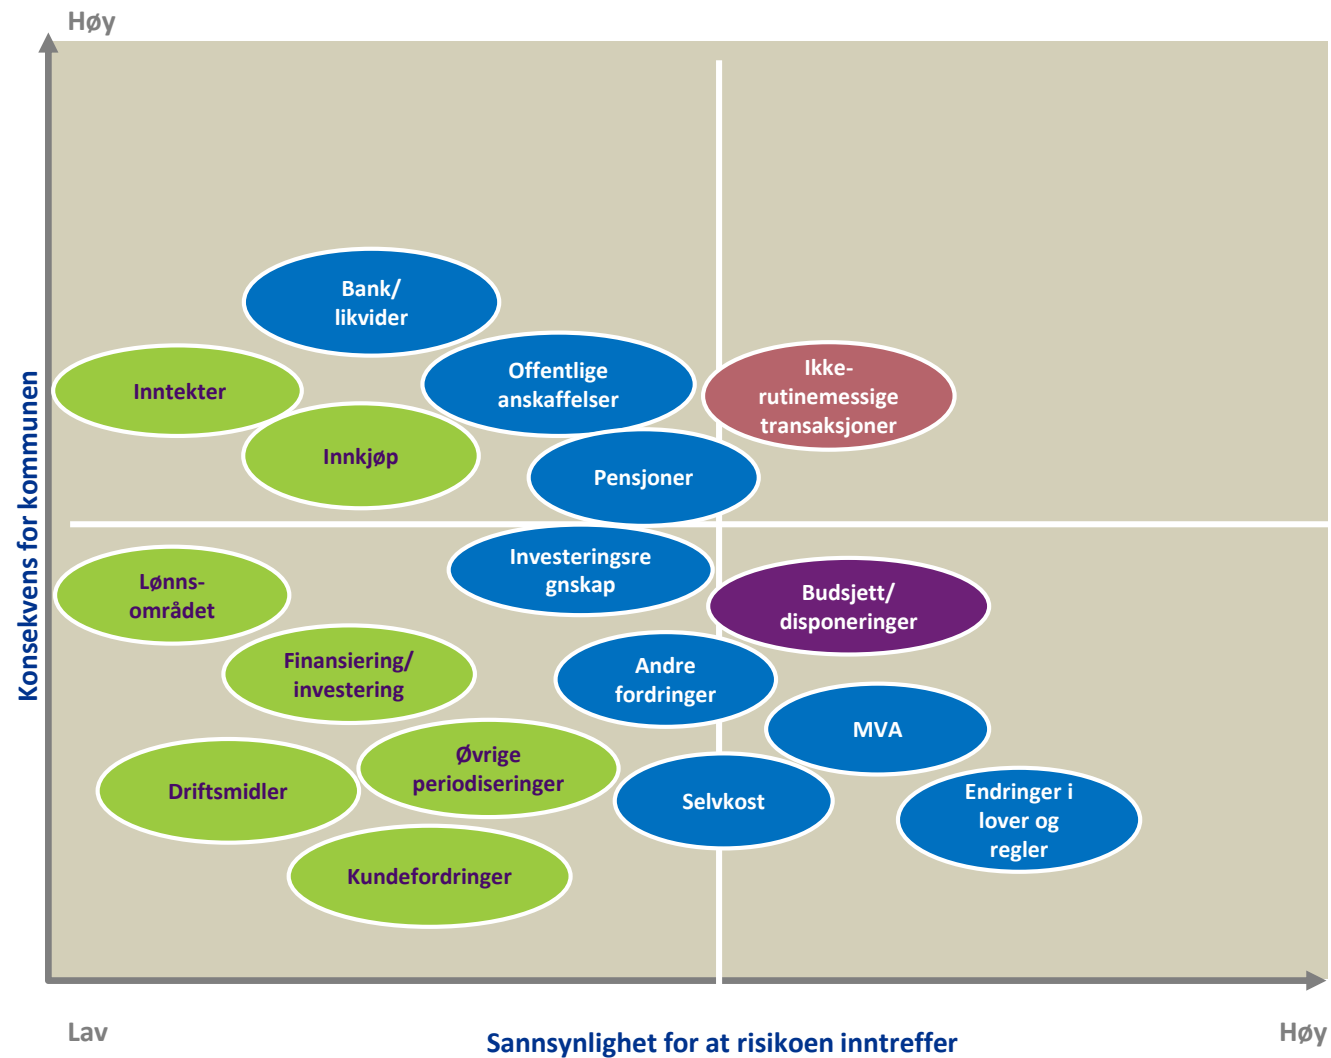 Høy
Konsekvens for kommunen
Bank/
likvider
Offentlige
anskaffelser
Ikke-
rutinemessige
transaksjoner
Inntekter
Innkjøp
Pensjoner
Investeringsre
gnskap
Lønns-
området
Budsjett/
disponeringer
Finansiering/
investering
Andre
fordringer
MVA
Øvrige
periodiseringer
Driftsmidler
Selvkost
Endringer i
lover og
regler
Kundefordringer
Lav
Sannsynlighet for at risikoen inntreffer
Høy